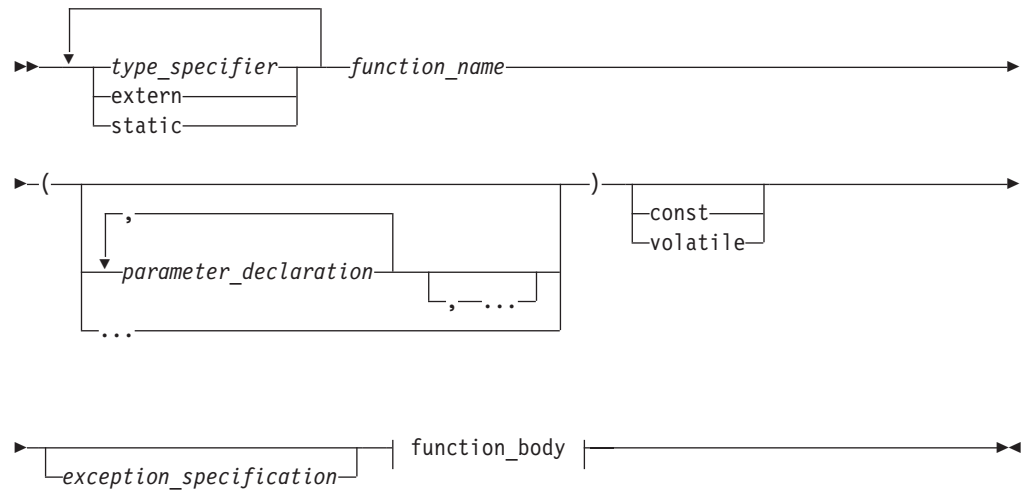 type_specifier function_name
extern
static
( ) 
, const
volatile
parameter_declaration
, ...
...
function_body
exception_specification